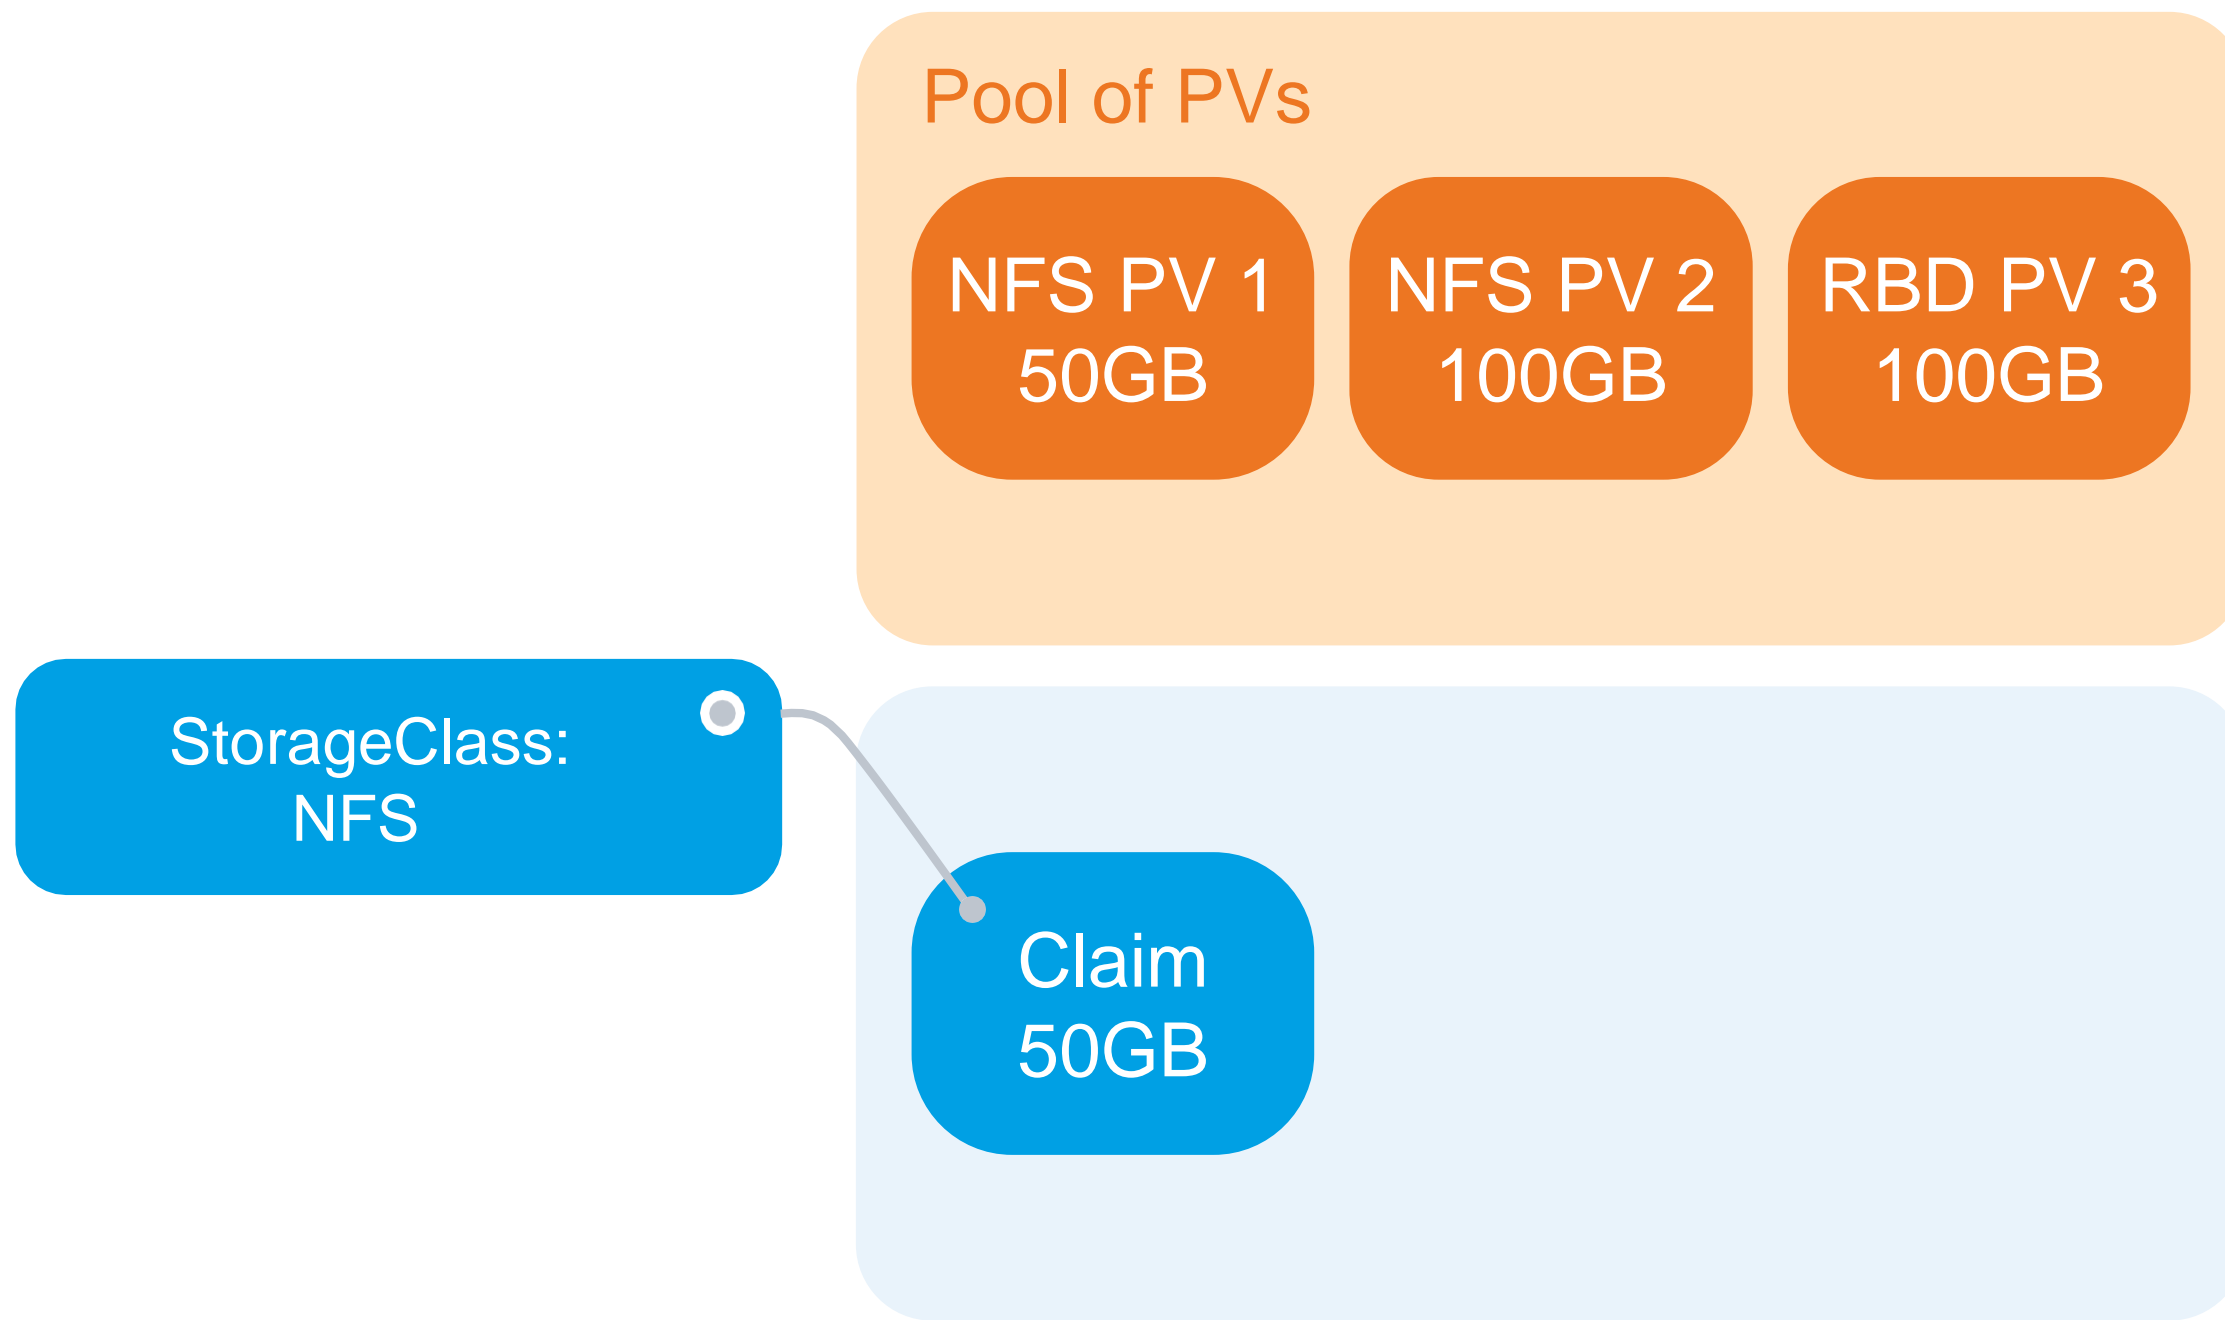 Pool of PVs
NFS PV 1
50GB
NFS PV 2
100GB
RBD PV 3
100GB
StorageClass:
NFS
Claim
50GB